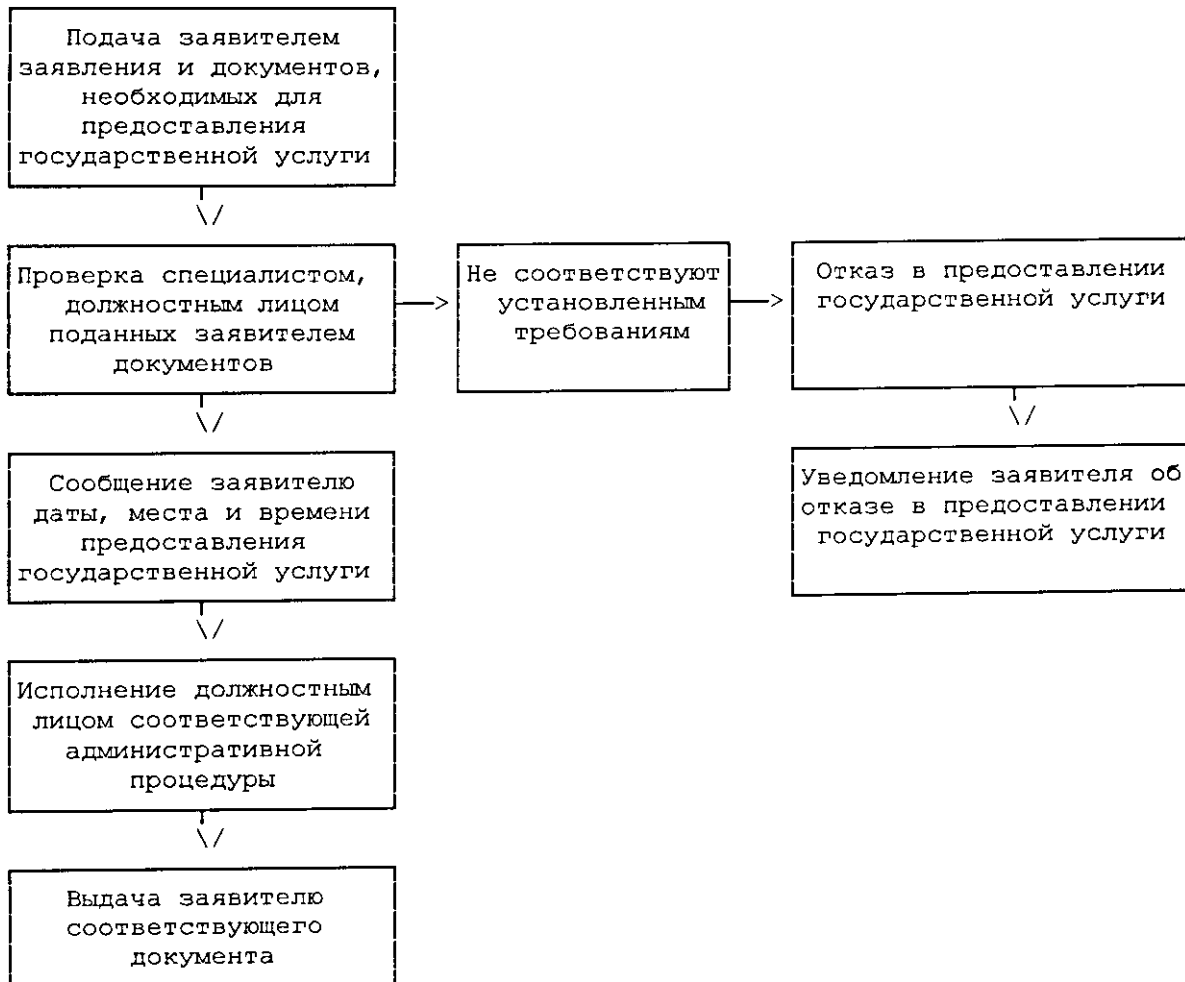 Подача заявителем
заявления и документов,
необходимых для
предоставления
государственной услуги
\/
Проверка специалистом,
должностным лицом
поданных заявителем
документов
Не соответствуют
установленным
требованиям
Отказ в предоставлении
государственной услуги
\/
\/
Сообщение заявителю
даты, места и времени
предоставления
государственной услуги
Уведомление заявителя об
отказе в предоставлении
государственной услуги
\/
Исполнение должностным
лицом соответствующей
административной
процедуры
\/
Выдача заявителю
соответствующего
документа